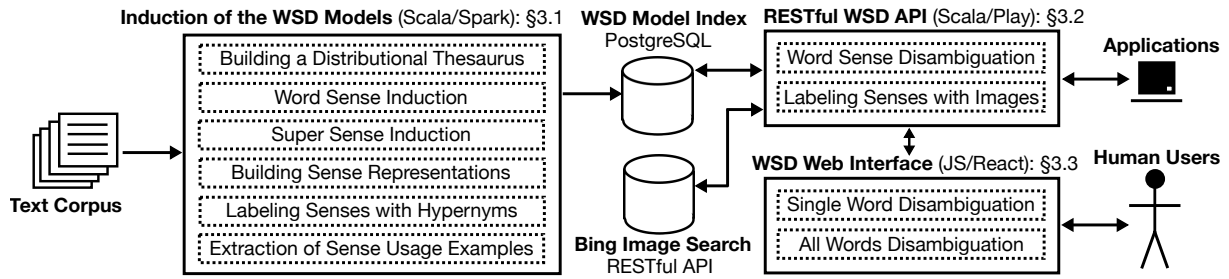 Induction of the WSD Models (Scala/Spark): §3.1
Building a Distributional Thesaurus
Word Sense Induction
Super Sense Induction
Building Sense Representations
Labeling Senses with Hypernyms
Extraction of Sense Usage Examples
Text Corpus
WSD Model Index
PostgreSQL
Bing Image Search
RESTful API
RESTful WSD API (Scala/Play): §3.2
Word Sense Disambiguation
Labeling Senses with Images
WSD Web Interface (JS/React): §3.3
Single Word Disambiguation
All Words Disambiguation
Applications
Human Users